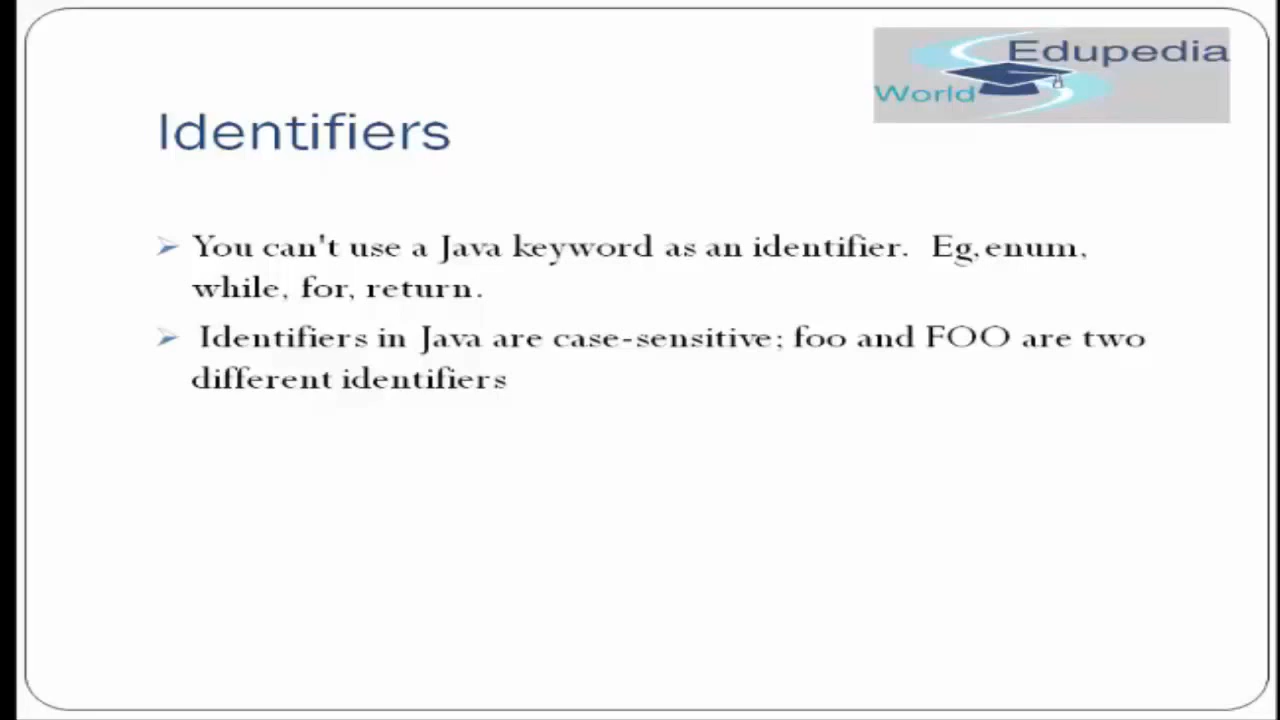 Edupedia
World
Identifiers
You can't use a Java keyword as an identifier. Eg,enum,
while, for, return.
Identifiers in Java are case-sensitive; foo and FOO are two
different identifiers